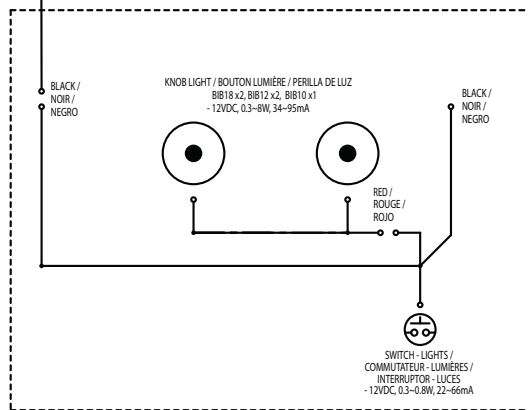 BLACK /
NOIR /
NEGRO
KNOB LIGHT / BOUTON LUMIÈRE / PERILLA DE LUZ
BIB18 x2, BIB12 x2, BIB10 x1
- 12VDC, 0.3~8W, 34~95mA
BLACK /
NOIR /
NEGRO
RED /
ROUGE /
ROJO
SWITCH - LIGHTS /
COMMUTATEUR - LUMIÈRES /
INTERRUPTOR - LUCES
- 12VDC, 0.3~0.8W, 22~66mA